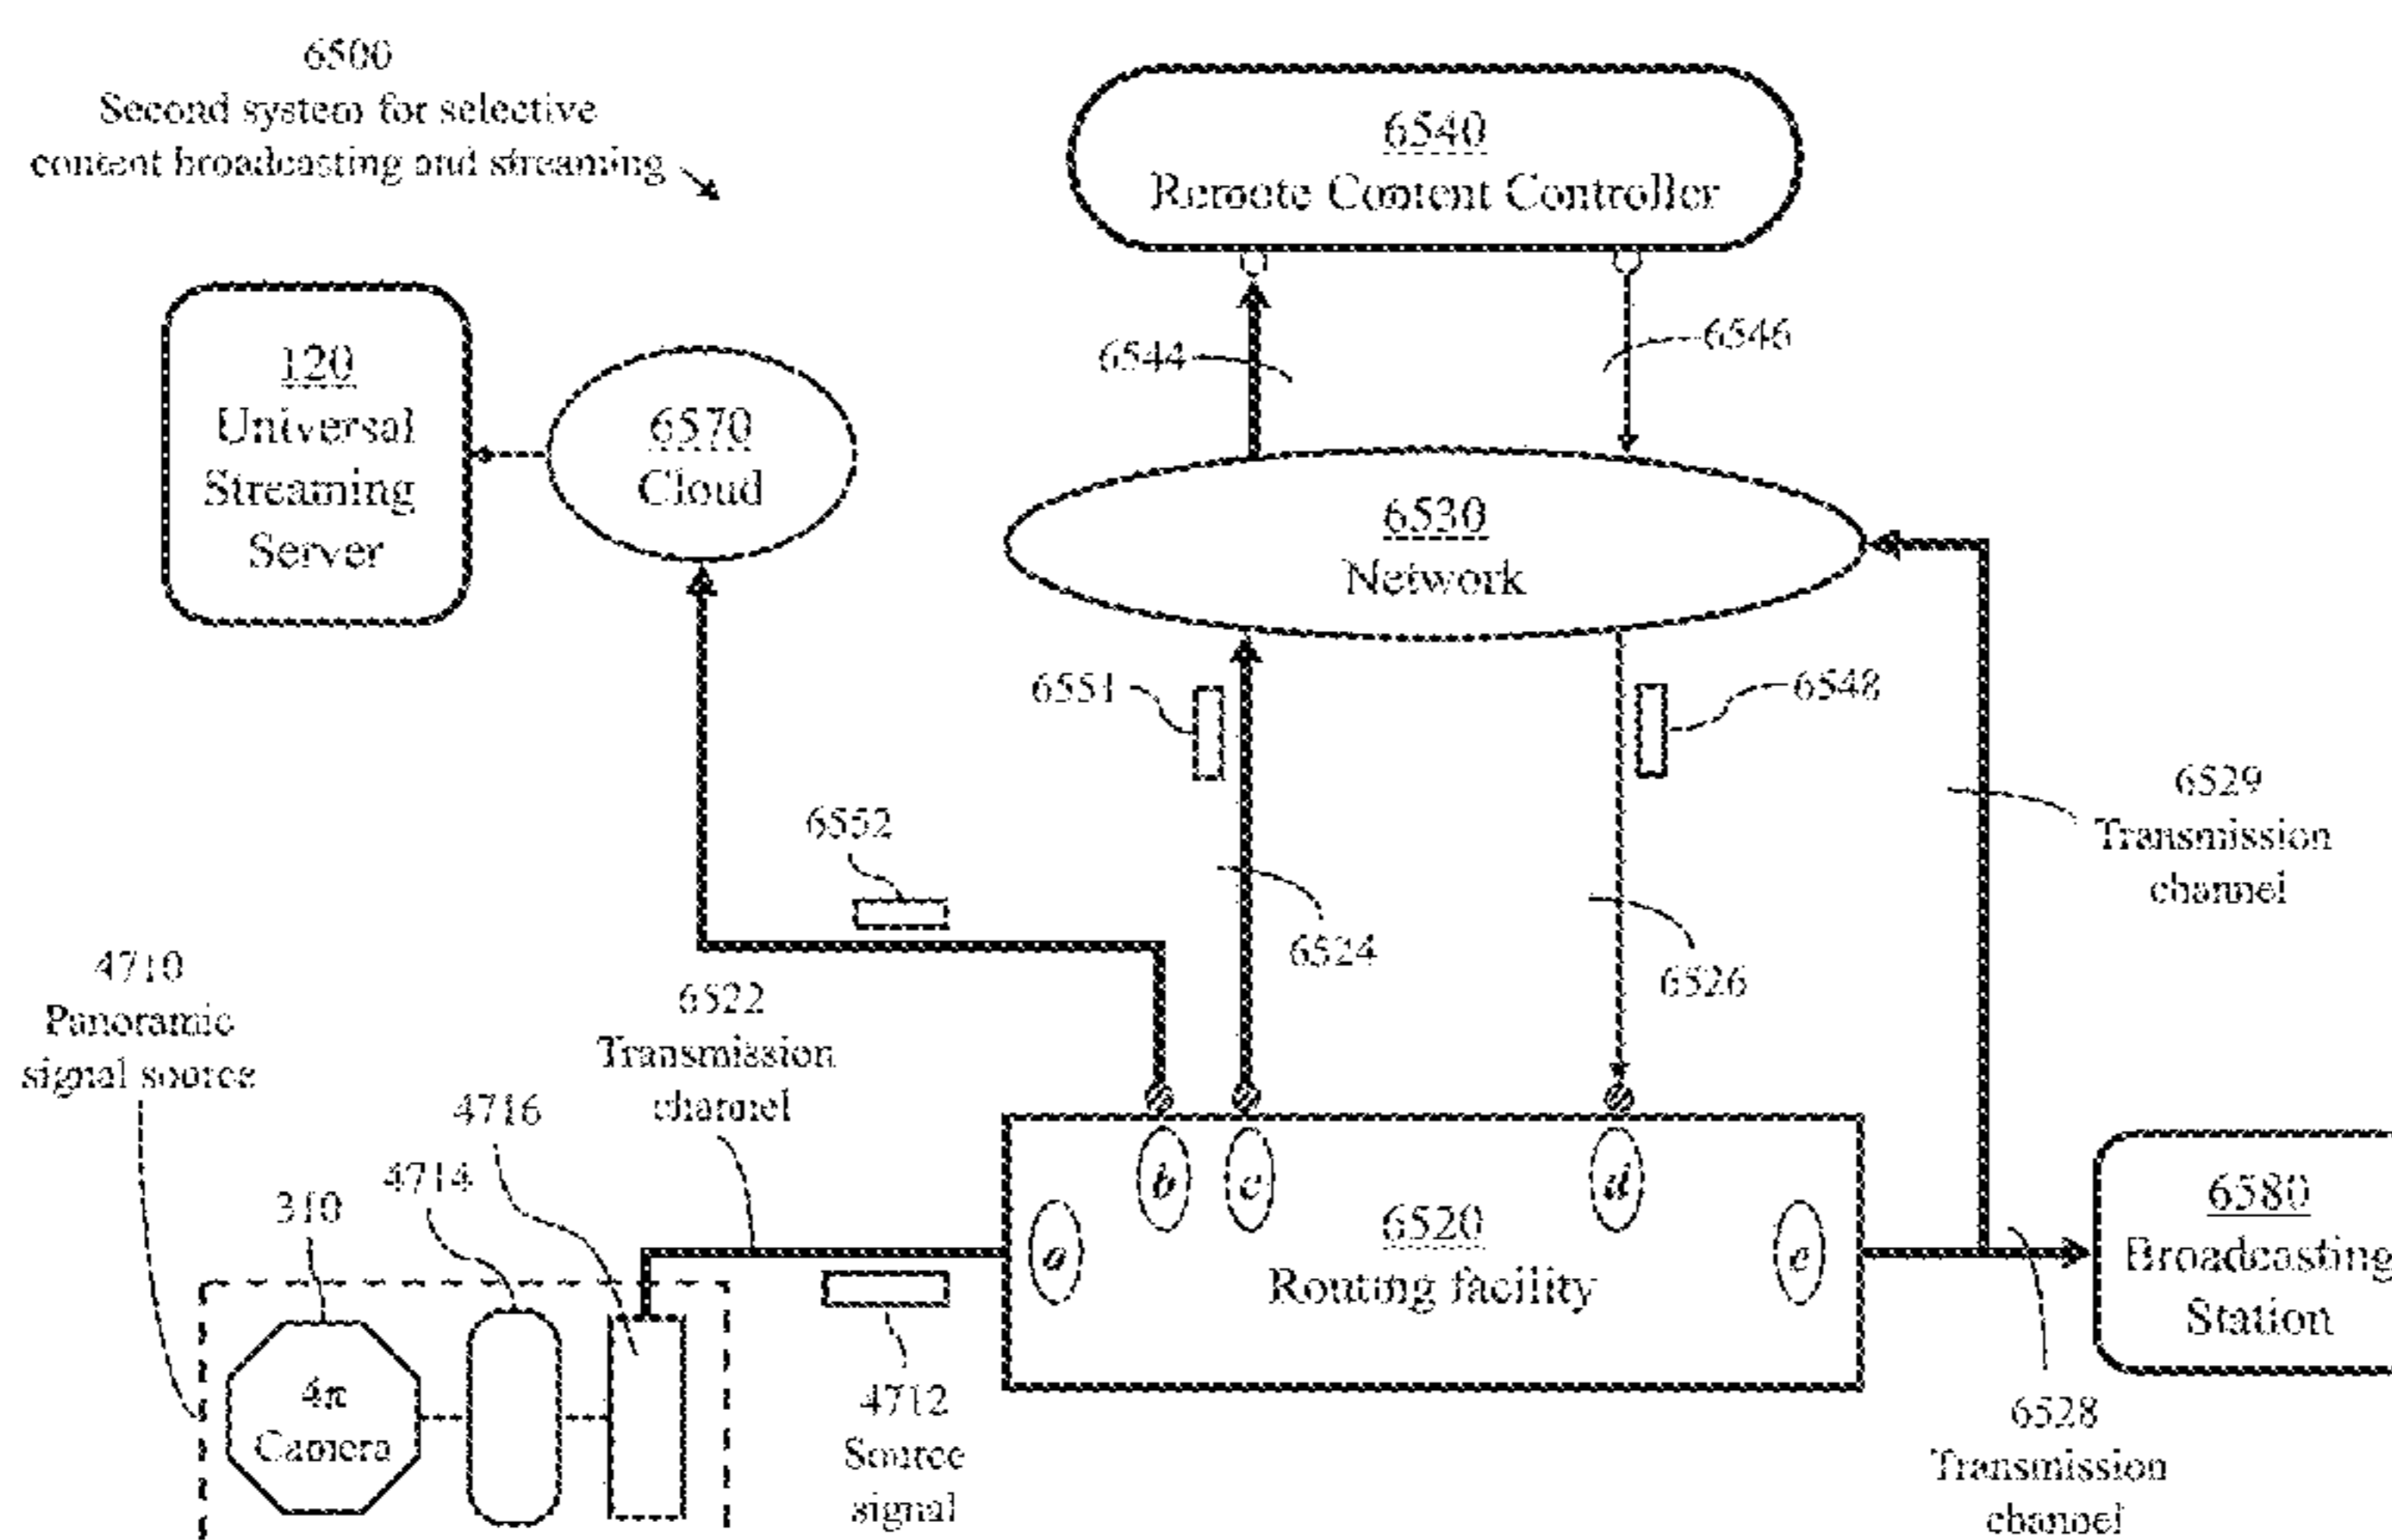 6500
Second system for selective
content broadcasting and streaming
6540
Remote Content Controller
120
Universal
Streaming
Server
6570
Cloud
6544
6546
6530
Network
6551
6548
6529
Transmission
channel
6552
6524
6526
4710
Panoramic
signal source
6522
Transmission
channel
4716
4714
310
4π
Camera
4712
Source
signal
a
b
c
d
e
6520
Routing facility
6580
Broadcasting
Station
6528
Transmission
channel